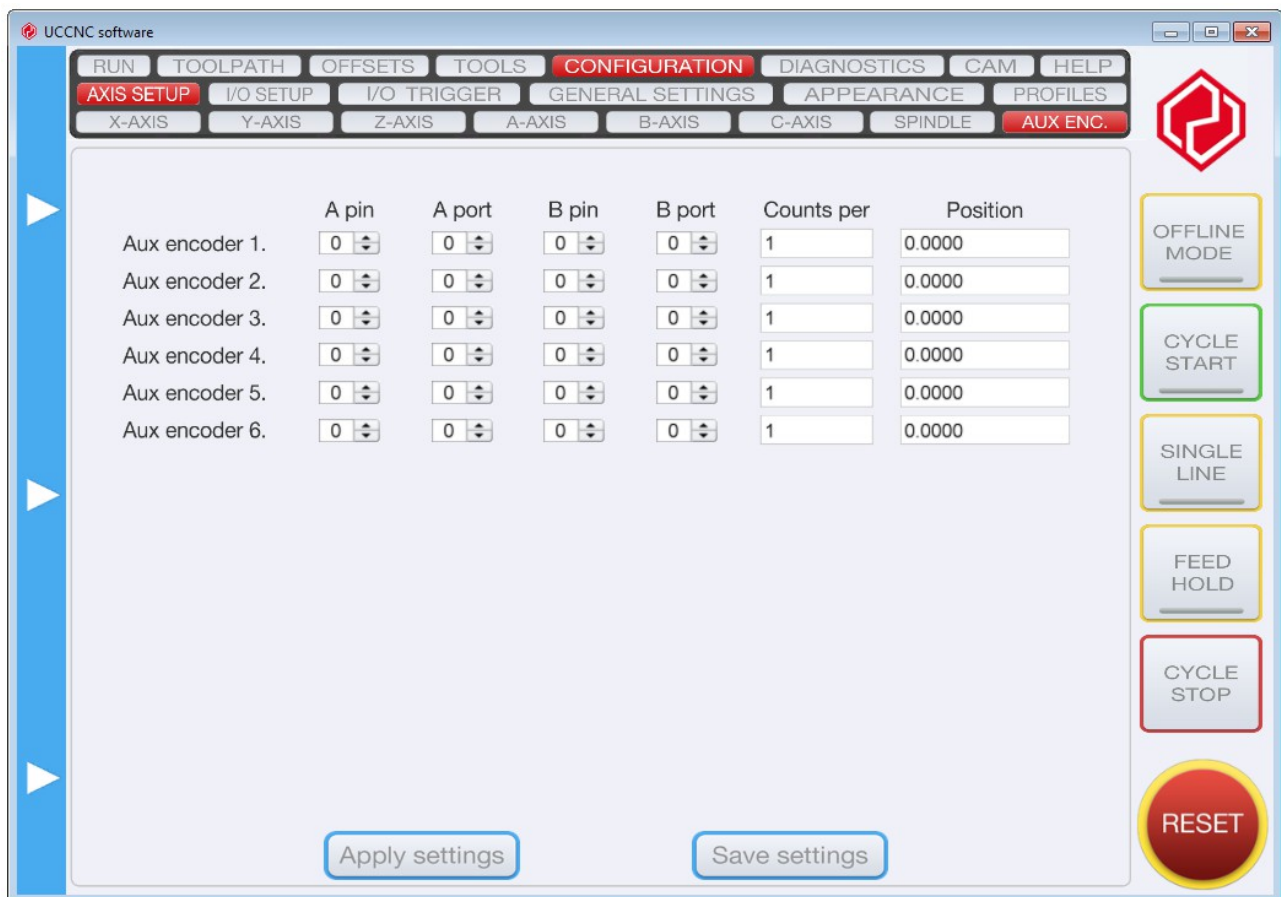 UCCNC software
RUN TOOLPATH OFFSETS TOOLS CONFIGURATION DIAGNOSTICS CAM HELP
AXIS SETUP I/O SETUP I/O TRIGGER GENERAL SETTINGS APPEARANCE PROFILES
X-AXIS Y-AXIS Z-AXIS A-AXIS B-AXIS C-AXIS SPINDLE AUX ENC.
A pin A port B pin B port Counts per Position
Aux encoder 1. 0 0 0 0 1 0.0000
Aux encoder 2. 0 0 0 0 1 0.0000
Aux encoder 3. 0 0 0 0 1 0.0000
Aux encoder 4. 0 0 0 0 1 0.0000
Aux encoder 5. 0 0 0 0 1 0.0000
Aux encoder 6. 0 0 0 0 1 0.0000
Apply settings Save settings
OFFLINE
MODE
CYCLE
START
SINGLE
LINE
FEED
HOLD
CYCLE
STOP
RESET